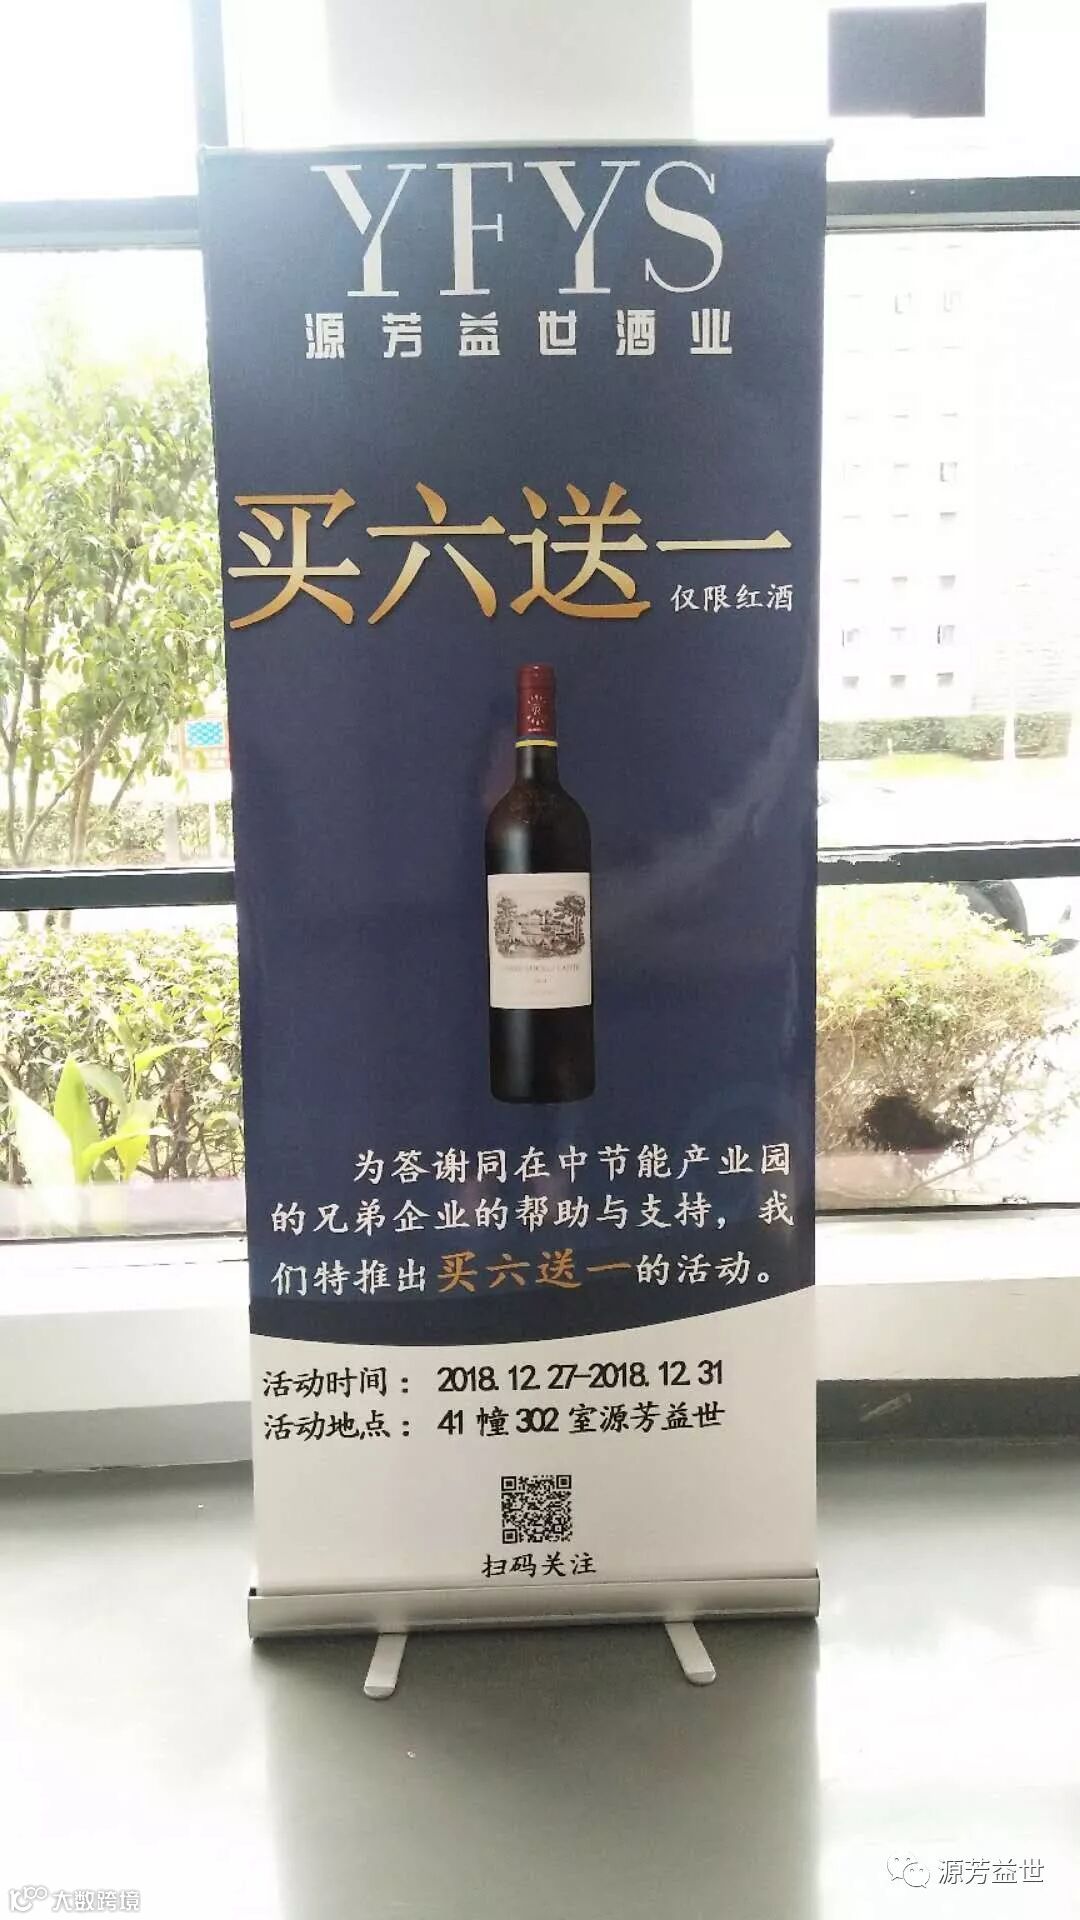 YFYS
源芳益世酒业
买六送一
仅限红酒
为答谢同在中节能产业园
的兄弟企业的帮助与支持，我
们特推出买六送一的活动。
活动时间：2018.12.27-2018.12.31
活动地点：41幢302室源芳益世
扫码关注
源芳益世
大数跨境